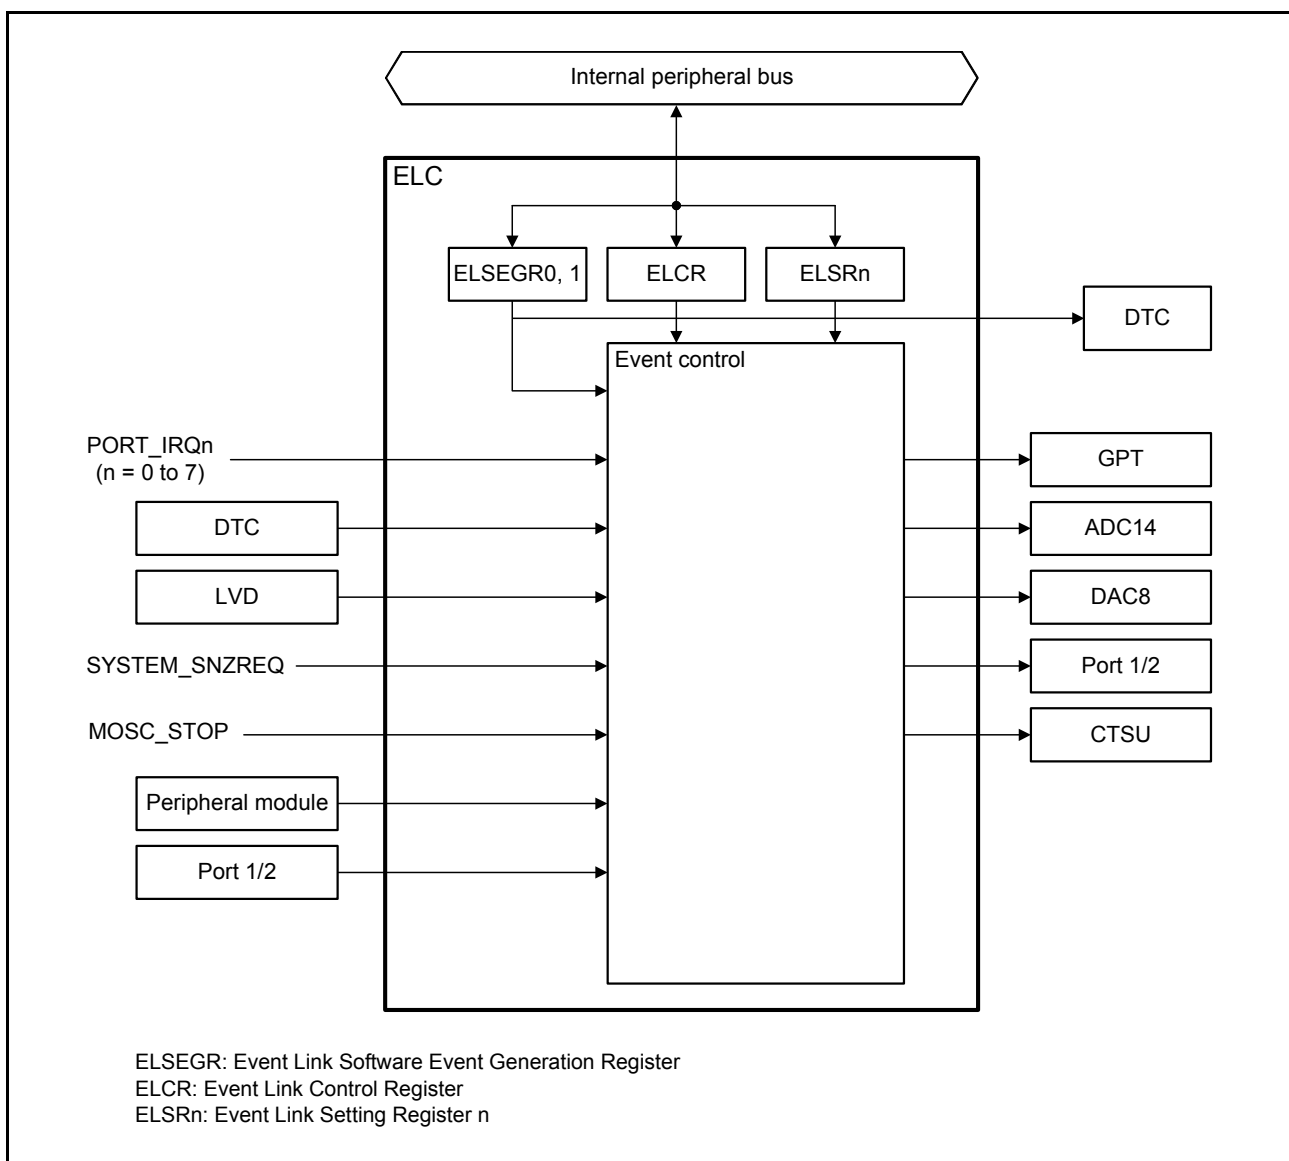 Internal peripheral bus
ELC
ELSEGR0, 1
ELCR
ELSRn
DTC
Event control
PORT_IRQn
(n = 0 to 7)
GPT
DTC
ADC14
LVD
DAC8
SYSTEM_SNZREQ
Port 1/2
MOSC_STOP
CTSU
Peripheral module
Port 1/2
ELSEGR: Event Link Software Event Generation Register
ELCR: Event Link Control Register
ELSRn: Event Link Setting Register n